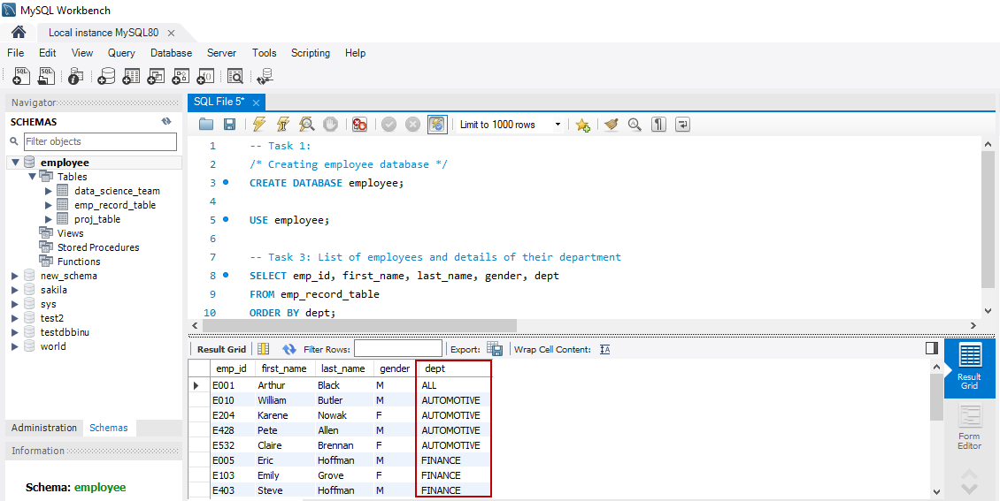 MySQL Workbench
Local instance MySQL80
File Edit View Query Database Server Tools Scripting Help
Navigator
SCHEMAS
Filter objects
employee
Tables
data_science_team
emp_record_table
proj_table
Views
Stored Procedures
Functions
new_schema
sakila
sys
test2
testdbbinu
world
Administration Schemas
Information
Schema: employee
SQL File 5*
Limit to 1000 rows
1 -- Task 1:
2 /* Creating employee database */
3 CREATE DATABASE employee;
4
5 USE employee;
6
7 -- Task 3: List of employees and details of their department
8 SELECT emp_id, first_name, last_name, gender, dept
9 FROM emp_record_table
10 ORDER BY dept;
Result Grid Filter Rows: Export: Wrap Cell Content:
emp_id first_name last_name gender dept
E001 Arthur Black M ALL
E010 William Butler M AUTOMOTIVE
E204 Karene Nowak F AUTOMOTIVE
E428 Pete Allen M AUTOMOTIVE
E532 Claire Brennan F AUTOMOTIVE
E005 Eric Hoffman M FINANCE
E103 Emily Grove F FINANCE
E403 Steve Hoffman M FINANCE
Result
Grid
Form
Editor